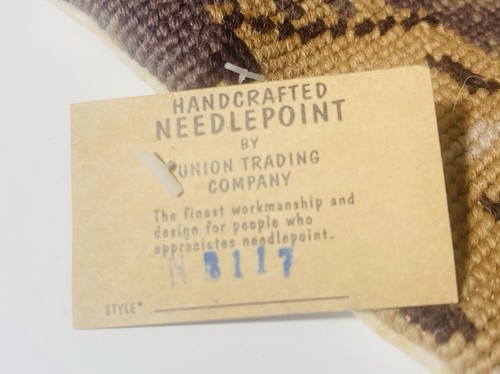 HANDCRAFTED
NEEDLEPOINT
BY
UNION TRADING
COMPANY
The finest workmanship and
design for people who
appreciates needlepoint.
N 8117
STYLE*